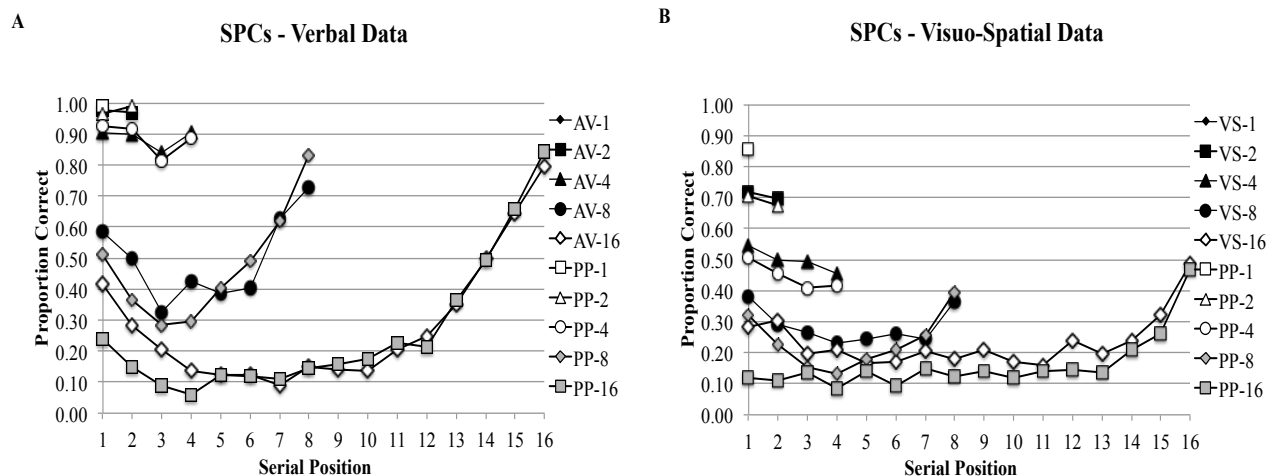 A
SPCs - Verbal Data
Proportion Correct
1.00
0.90
0.80
0.70
0.60
0.50
0.40
0.30
0.20
0.10
0.00
1 2 3 4 5 6 7 8 9 10 11 12 13 14 15 16
Serial Position
AV-1
AV-2
AV-4
AV-8
AV-16
PP-1
PP-2
PP-4
PP-8
PP-16
B
SPCs - Visuo-Spatial Data
Proportion Correct
1.00
0.90
0.80
0.70
0.60
0.50
0.40
0.30
0.20
0.10
0.00
1 2 3 4 5 6 7 8 9 10 11 12 13 14 15 16
Serial Position
VS-1
VS-2
VS-4
VS-8
VS-16
PP-1
PP-2
PP-4
PP-8
PP-16